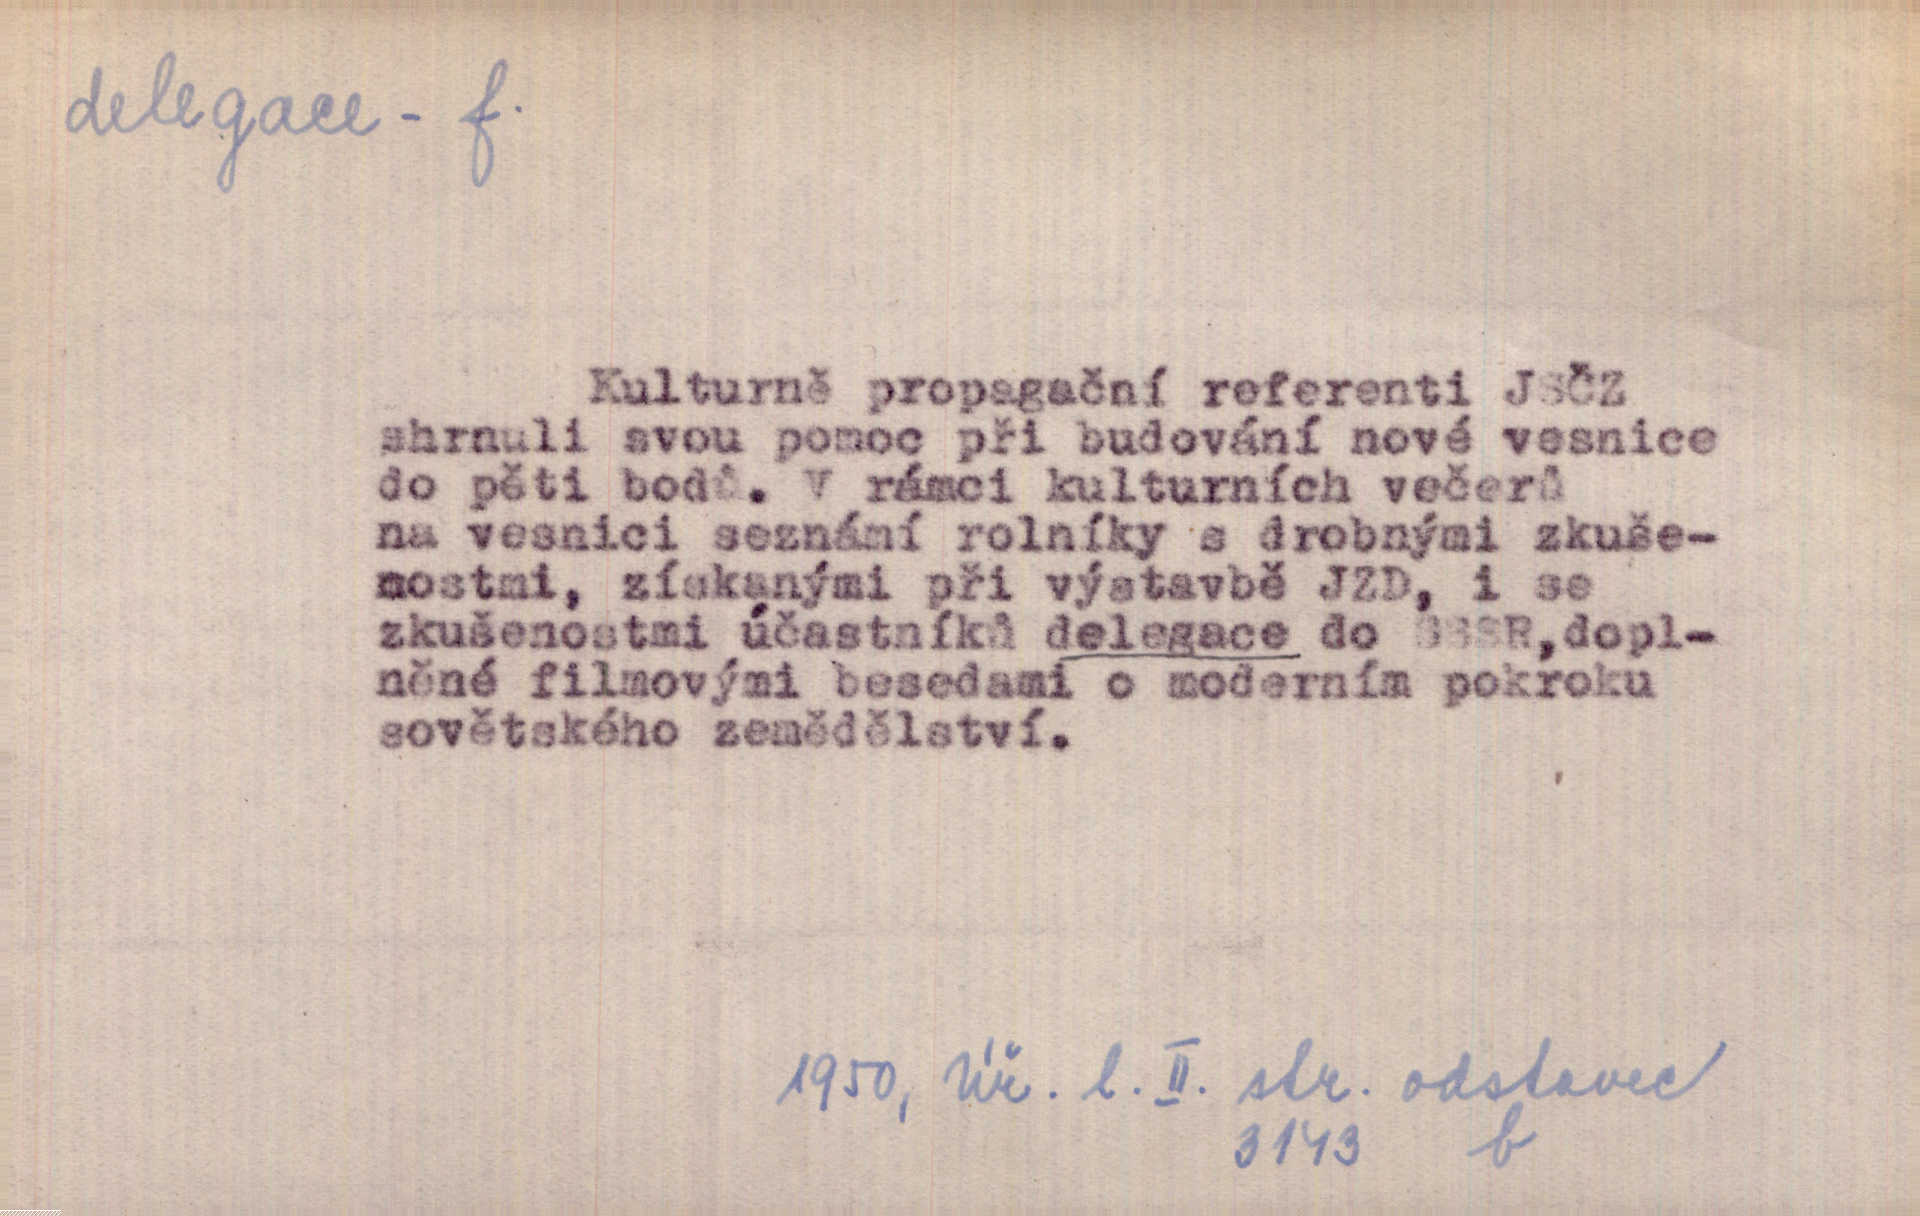 delegace - f.
Kulturně propagační referenti JSČZ
shrnuli svou pomoc při budování nové vesnice
do pěti bodů. V rámci kulturních večerů
na vesnici seznámí rolníky s drobnými zkuše-
nostmi, získanými při výstavbě JZD, i se
zkušenostmi účastníků delegace do SSSR,dopl-
něné filmovými besedami o moderním pokroku
sovětského zemědělství.
1950, Úř. l. II. str. odstavec
3143 b